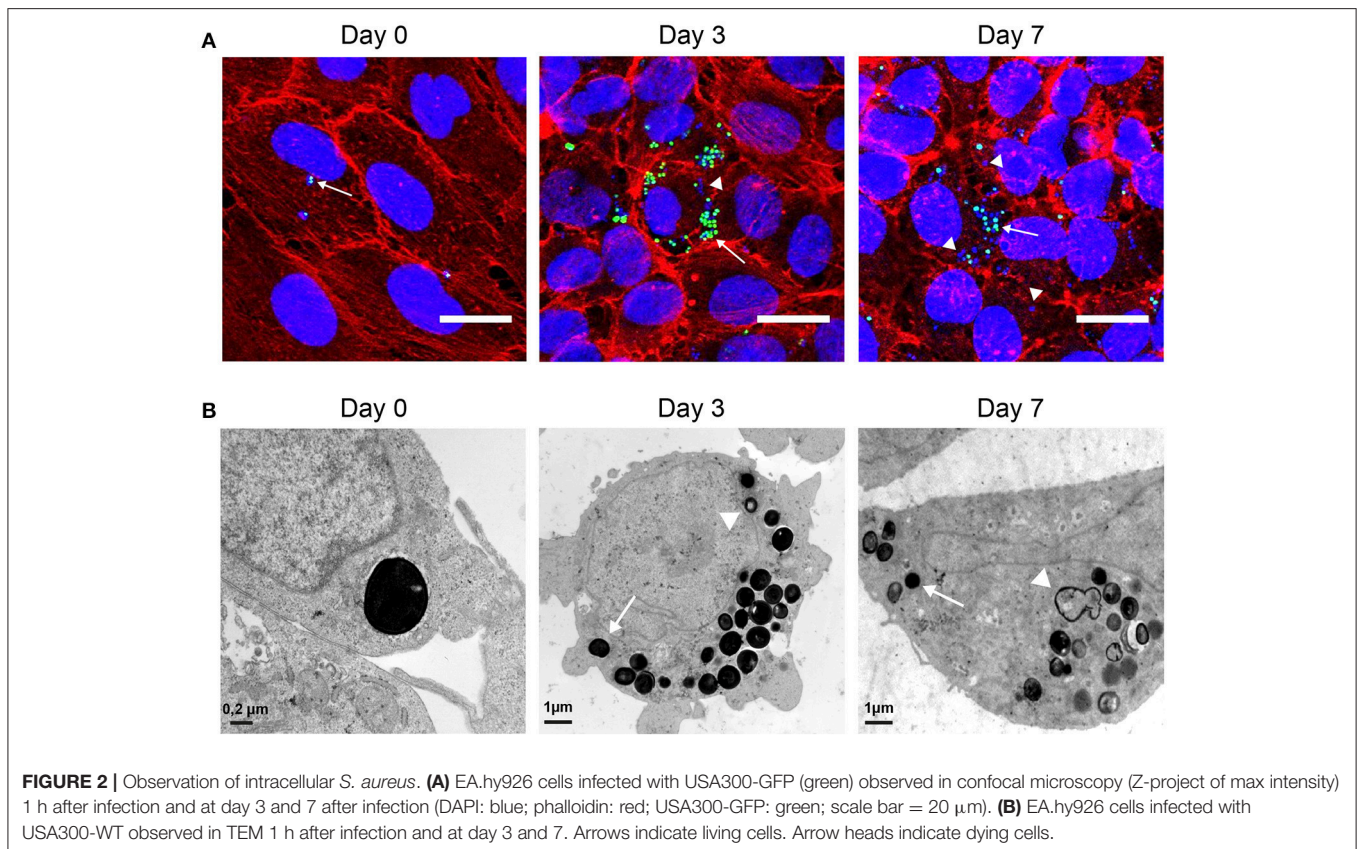 A
Day 0
Day 3
Day 7
B
Day 0
Day 3
Day 7
0,2 µm
1µm
1µm
FIGURE 2 | Observation of intracellular S. aureus. (A) EA.hy926 cells infected with USA300-GFP (green) observed in confocal microscopy (Z-project of max intensity)
1 h after infection and at day 3 and 7 after infection (DAPI: blue; phalloidin: red; USA300-GFP: green; scale bar = 20 µm). (B) EA.hy926 cells infected with
USA300-WT observed in TEM 1 h after infection and at day 3 and 7. Arrows indicate living cells. Arrow heads indicate dying cells.